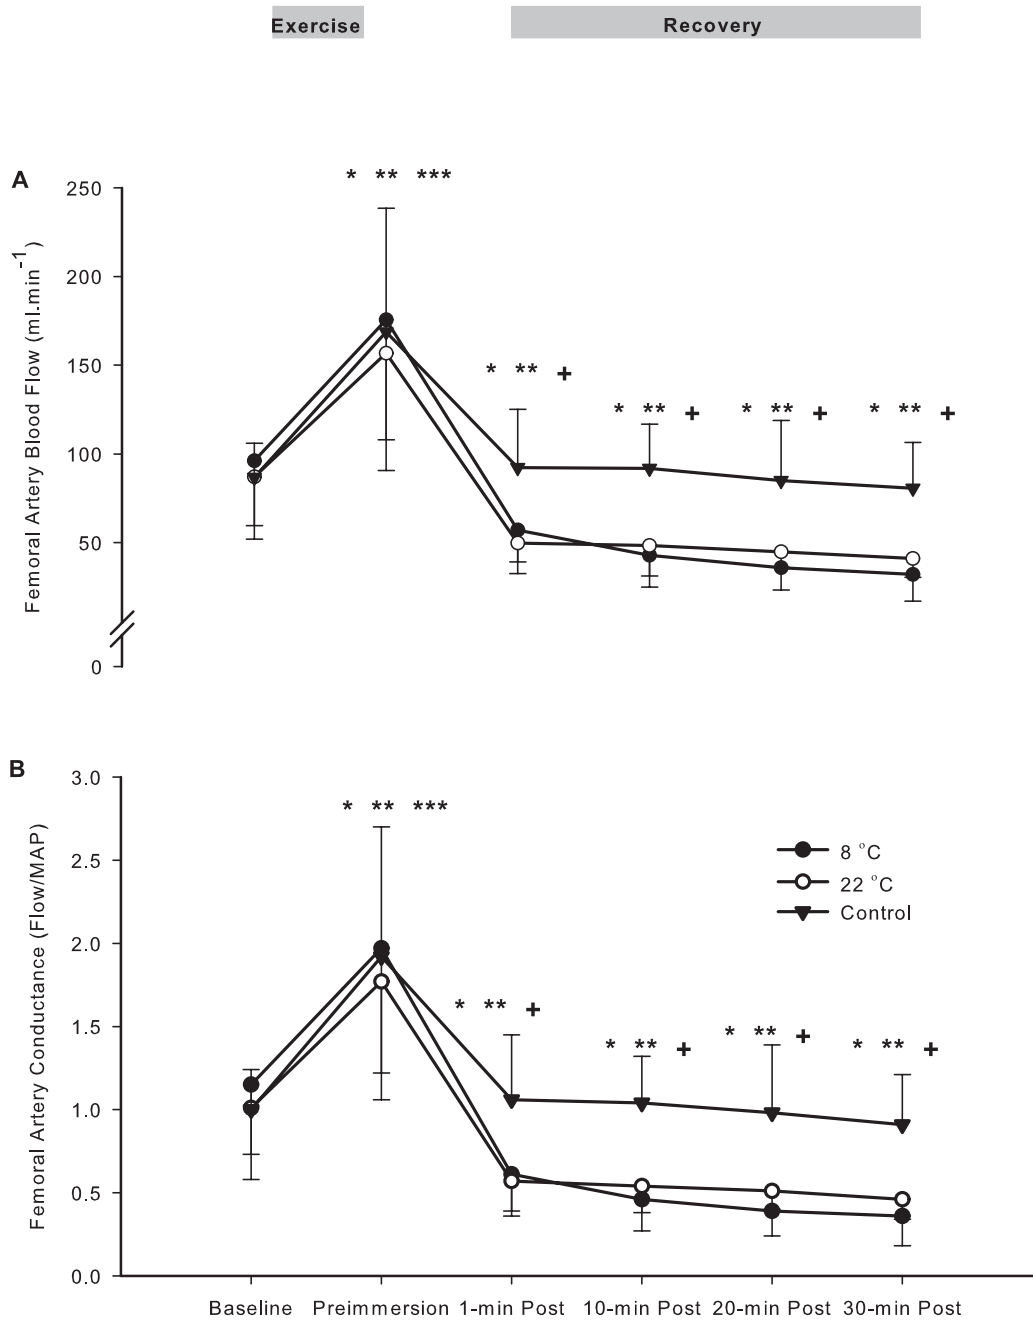 Exercise Recovery
A
* ** ***
250
200
150
100
50
0
Femoral Artery Blood Flow (ml.min-1)
* ** +
* ** + * ** + * ** +
B
* ** ***
3.0
2.5
2.0
1.5
1.0
0.5
0.0
Femoral Artery Conductance (Flow/MAP)
8 °C
22 °C
Control
* ** +
* ** + * ** + * ** +
Baseline Preimmersion 1-min Post 10-min Post 20-min Post 30-min Post